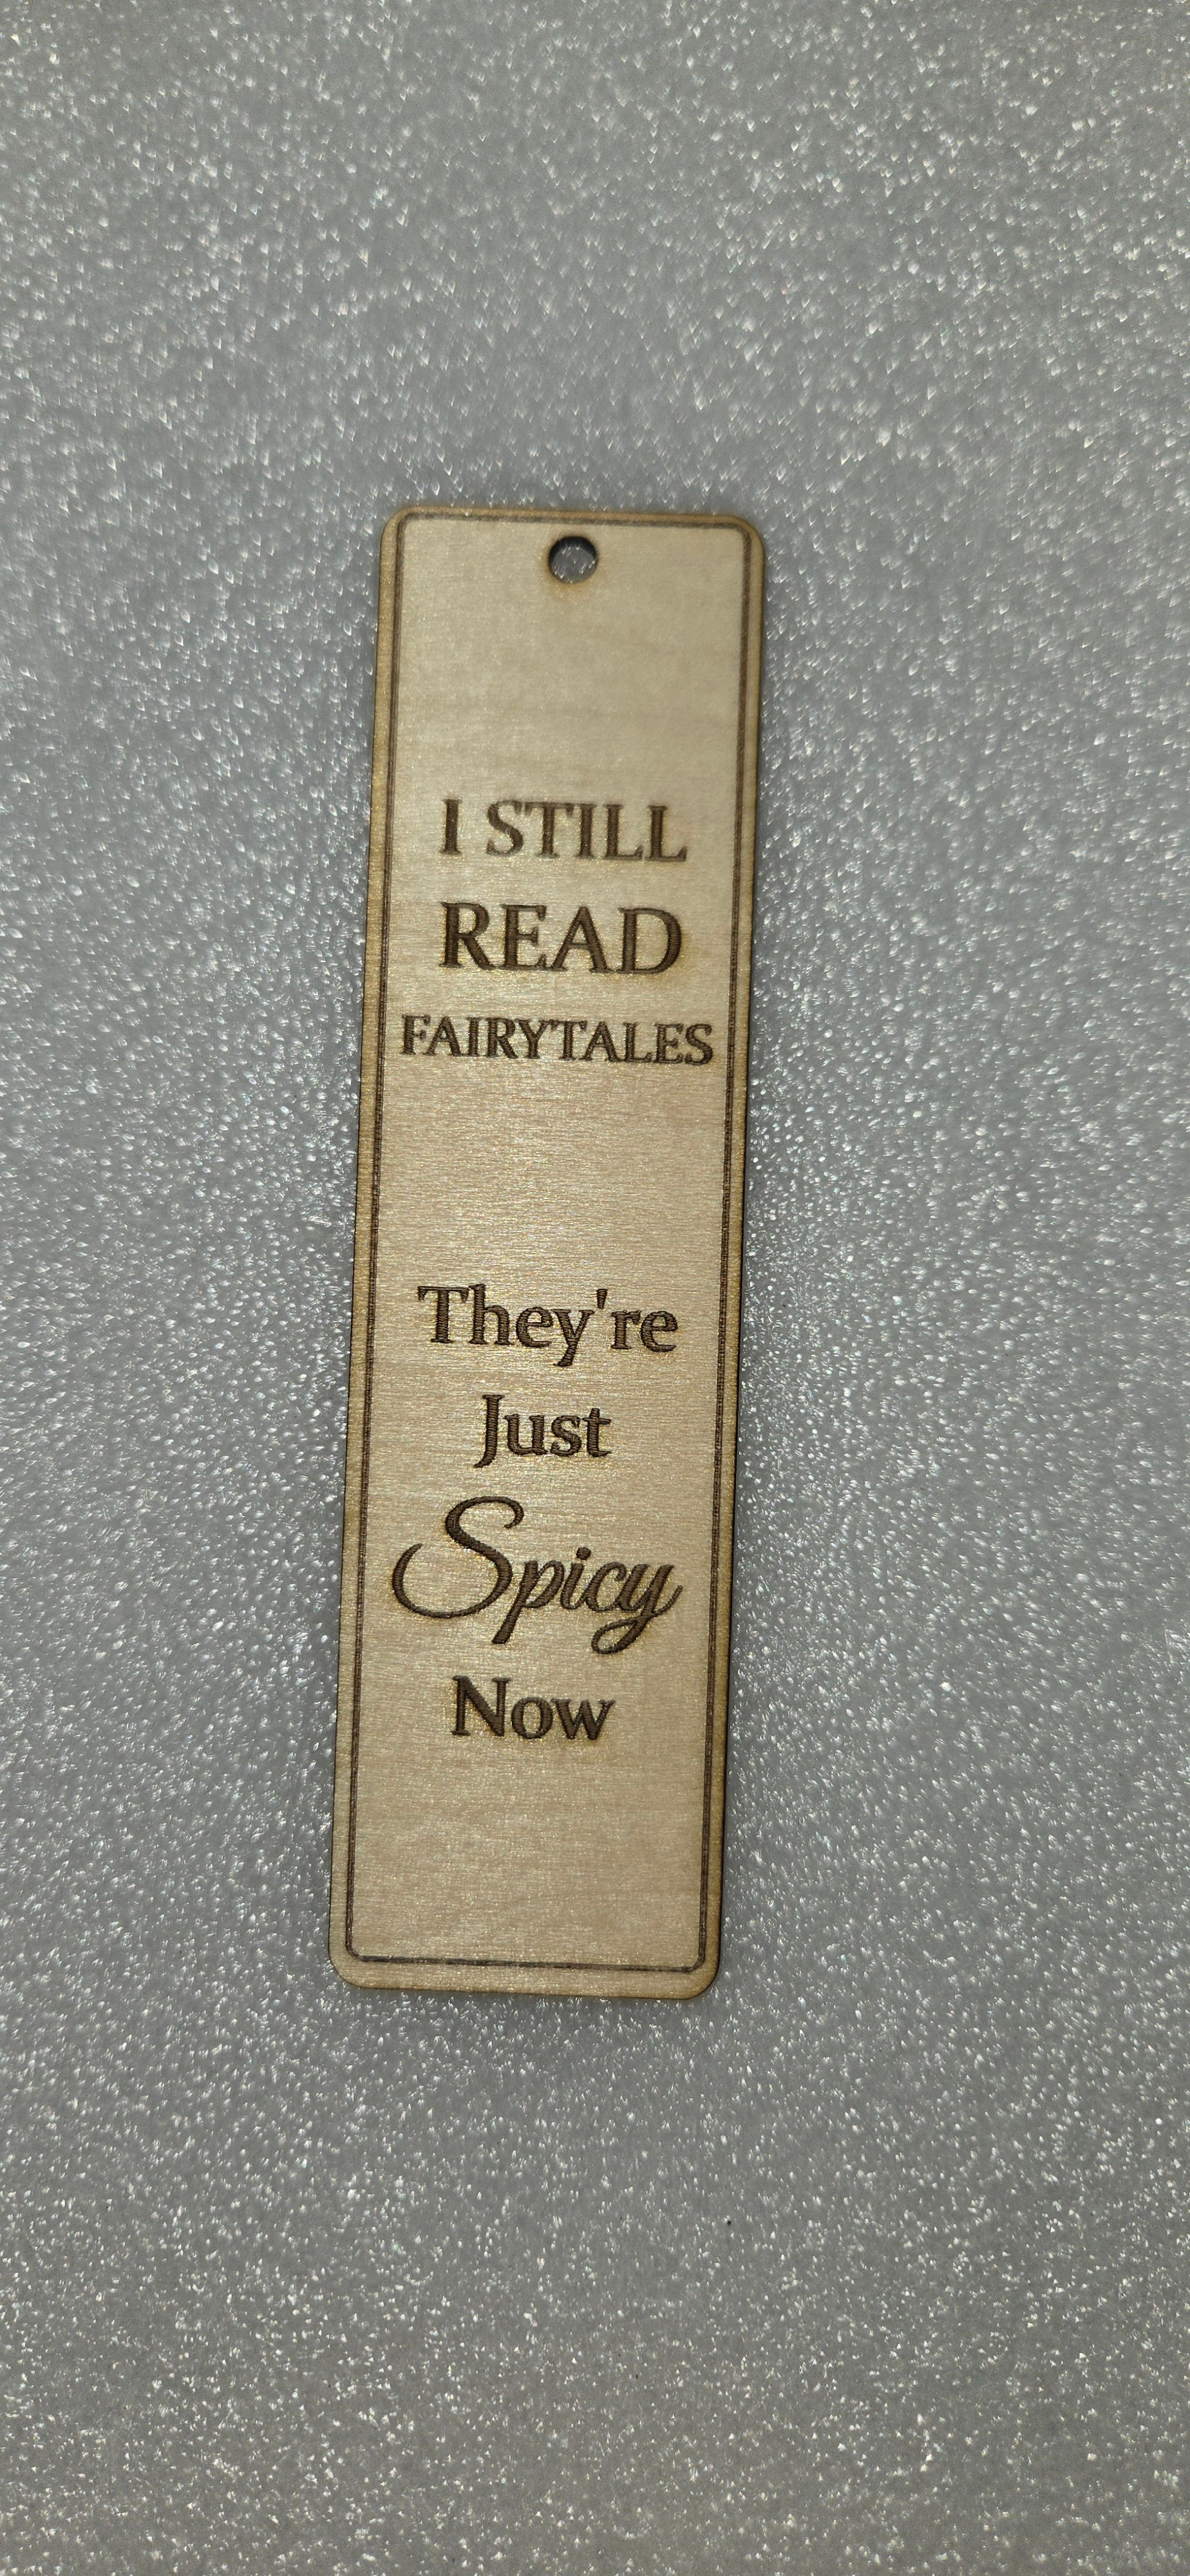 I STILL
READ
FAIRYTALES
They're
Just
Spicy
Now